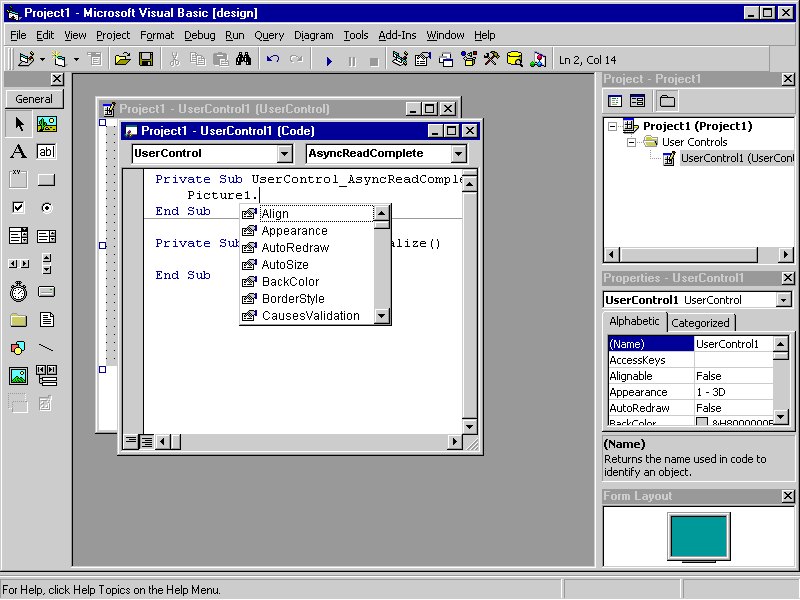 Project1 - Microsoft Visual Basic [design]
File Edit View Project Format Debug Run Query Diagram Tools Add-Ins Window Help
Ln 2, Col 14
General
A
ab
xy
Project1 - UserControl1 (UserControl)
Project1 - UserControl1 (Code)
UserControl
AsyncReadComplete
Private Sub UserControl_AsyncReadComple
Picture1.
End Sub
Align
Appearance
AutoRedraw
AutoSize
BackColor
BorderStyle
CausesValidation
Private Sub
alize()
End Sub
Project - Project1
Project1 (Project1)
User Controls
UserControl1 (UserCont
Properties - UserControl1
UserControl1 UserControl
Alphabetic Categorized
(Name) UserControl1
AccessKeys
Alignable False
Appearance 1 - 3D
AutoRedraw False
BackColor &H8000000F
(Name)
Returns the name used in code to
identify an object.
Form Layout
For Help, click Help Topics on the Help Menu.